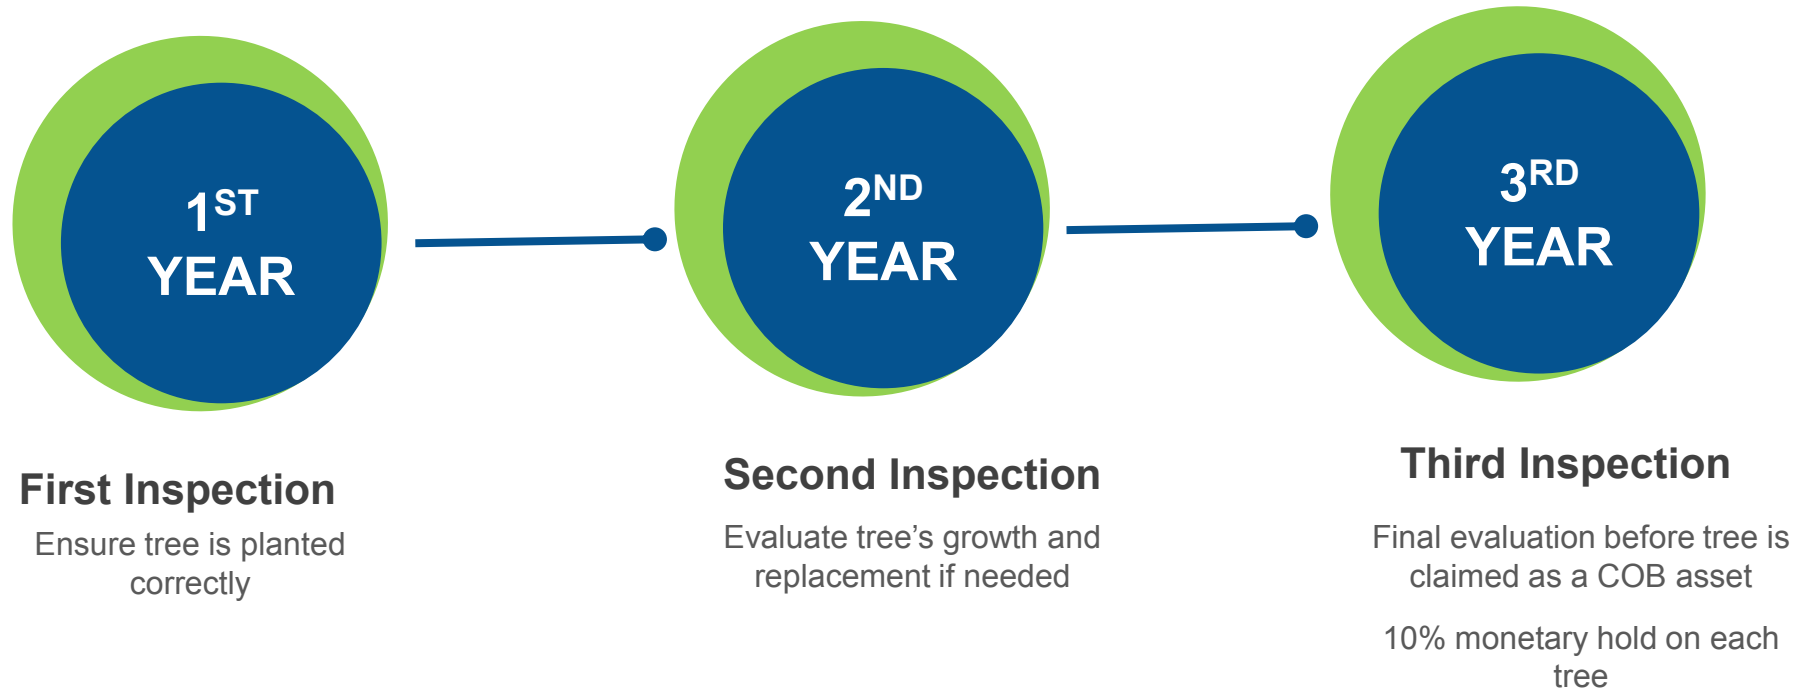 1ST
YEAR
First Inspection
Ensure tree is planted
correctly
2ND
YEAR
Second Inspection
Evaluate tree’s growth and
replacement if needed
3RD
YEAR
Third Inspection
Final evaluation before tree is
claimed as a COB asset
10% monetary hold on each
tree